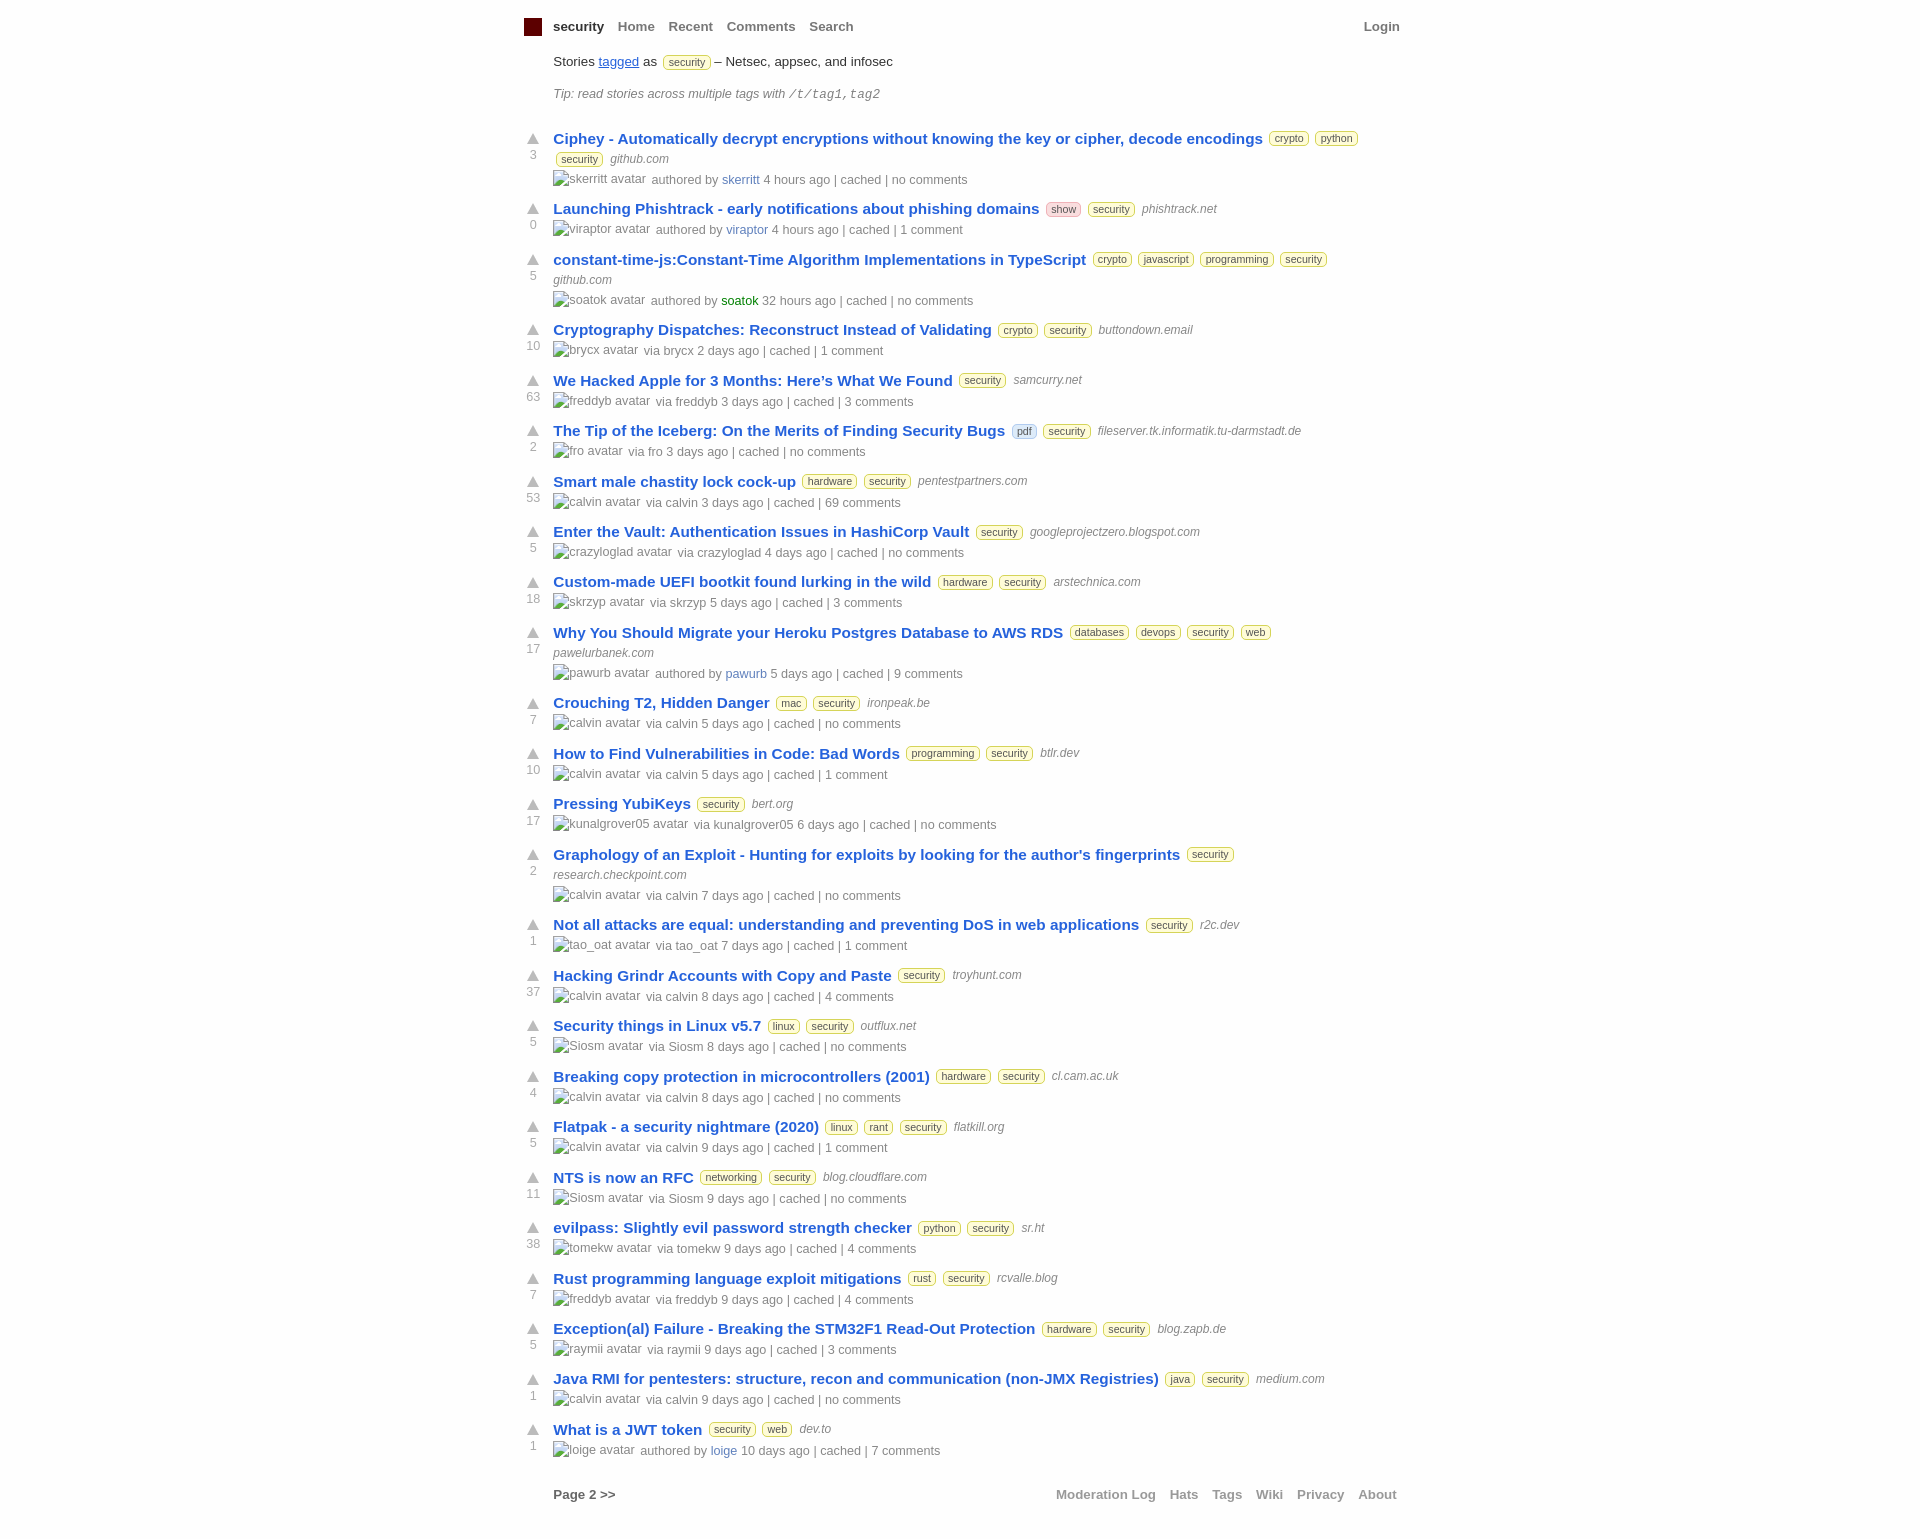 security Home Recent Comments Search Login
Stories tagged as security – Netsec, appsec, and infosec
Tip: read stories across multiple tags with /t/tag1,tag2
Ciphey - Automatically decrypt encryptions without knowing the key or cipher, decode encodings crypto python
3 security github.com
skerritt avatar authored by skerritt 4 hours ago | cached | no comments
Launching Phishtrack - early notifications about phishing domains show security phishtrack.net
0 viraptor avatar authored by viraptor 4 hours ago | cached | 1 comment
constant-time-js:Constant-Time Algorithm Implementations in TypeScript crypto javascript programming security
5 github.com
soatok avatar authored by soatok 32 hours ago | cached | no comments
Cryptography Dispatches: Reconstruct Instead of Validating crypto security buttondown.email
10 brycx avatar via brycx 2 days ago | cached | 1 comment
We Hacked Apple for 3 Months: Here’s What We Found security samcurry.net
63 freddyb avatar via freddyb 3 days ago | cached | 3 comments
The Tip of the Iceberg: On the Merits of Finding Security Bugs pdf security fileserver.tk.informatik.tu-darmstadt.de
2 fro avatar via fro 3 days ago | cached | no comments
Smart male chastity lock cock-up hardware security pentestpartners.com
53 calvin avatar via calvin 3 days ago | cached | 69 comments
Enter the Vault: Authentication Issues in HashiCorp Vault security googleprojectzero.blogspot.com
5 crazyloglad avatar via crazyloglad 4 days ago | cached | no comments
Custom-made UEFI bootkit found lurking in the wild hardware security arstechnica.com
18 skrzyp avatar via skrzyp 5 days ago | cached | 3 comments
Why You Should Migrate your Heroku Postgres Database to AWS RDS databases devops security web
17 pawelurbanek.com
pawurb avatar authored by pawurb 5 days ago | cached | 9 comments
Crouching T2, Hidden Danger mac security ironpeak.be
7 calvin avatar via calvin 5 days ago | cached | no comments
How to Find Vulnerabilities in Code: Bad Words programming security btlr.dev
10 calvin avatar via calvin 5 days ago | cached | 1 comment
Pressing YubiKeys security bert.org
17 kunalgrover05 avatar via kunalgrover05 6 days ago | cached | no comments
Graphology of an Exploit - Hunting for exploits by looking for the author's fingerprints security
2 research.checkpoint.com
calvin avatar via calvin 7 days ago | cached | no comments
Not all attacks are equal: understanding and preventing DoS in web applications security r2c.dev
1 tao_oat avatar via tao_oat 7 days ago | cached | 1 comment
Hacking Grindr Accounts with Copy and Paste security troyhunt.com
37 calvin avatar via calvin 8 days ago | cached | 4 comments
Security things in Linux v5.7 linux security outflux.net
5 Siosm avatar via Siosm 8 days ago | cached | no comments
Breaking copy protection in microcontrollers (2001) hardware security cl.cam.ac.uk
4 calvin avatar via calvin 8 days ago | cached | no comments
Flatpak - a security nightmare (2020) linux rant security flatkill.org
5 calvin avatar via calvin 9 days ago | cached | 1 comment
NTS is now an RFC networking security blog.cloudflare.com
11 Siosm avatar via Siosm 9 days ago | cached | no comments
evilpass: Slightly evil password strength checker python security sr.ht
38 tomekw avatar via tomekw 9 days ago | cached | 4 comments
Rust programming language exploit mitigations rust security rcvalle.blog
7 freddyb avatar via freddyb 9 days ago | cached | 4 comments
Exception(al) Failure - Breaking the STM32F1 Read-Out Protection hardware security blog.zapb.de
5 raymii avatar via raymii 9 days ago | cached | 3 comments
Java RMI for pentesters: structure, recon and communication (non-JMX Registries) java security medium.com
1 calvin avatar via calvin 9 days ago | cached | no comments
What is a JWT token security web dev.to
1 loige avatar authored by loige 10 days ago | cached | 7 comments
Page 2 >> Moderation Log Hats Tags Wiki Privacy About